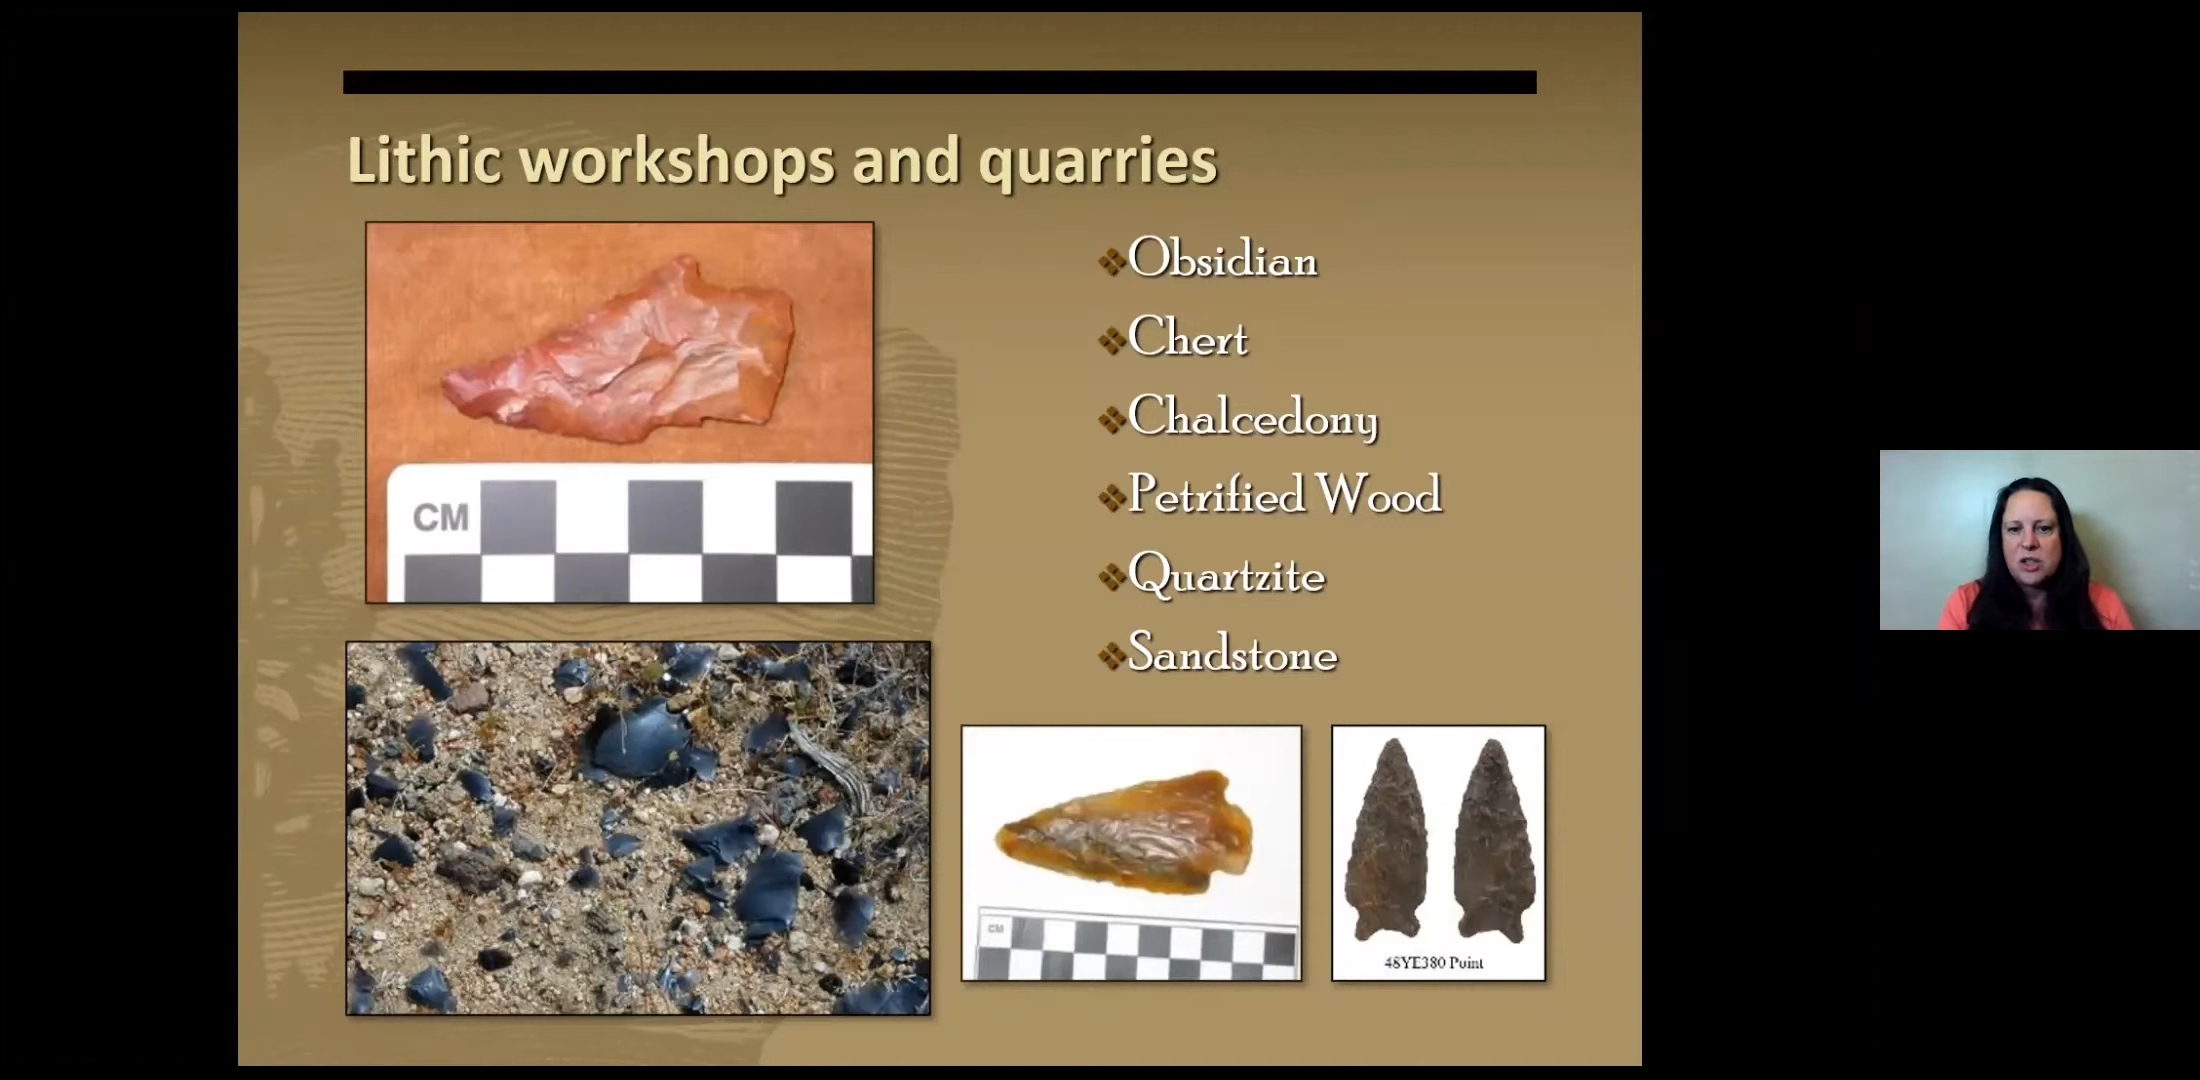 Lithic workshops and quarries
Obsidian
Chert
Chalcedony
Petrified Wood
Quartzite
Sandstone
CM
CM
48YE380 Point